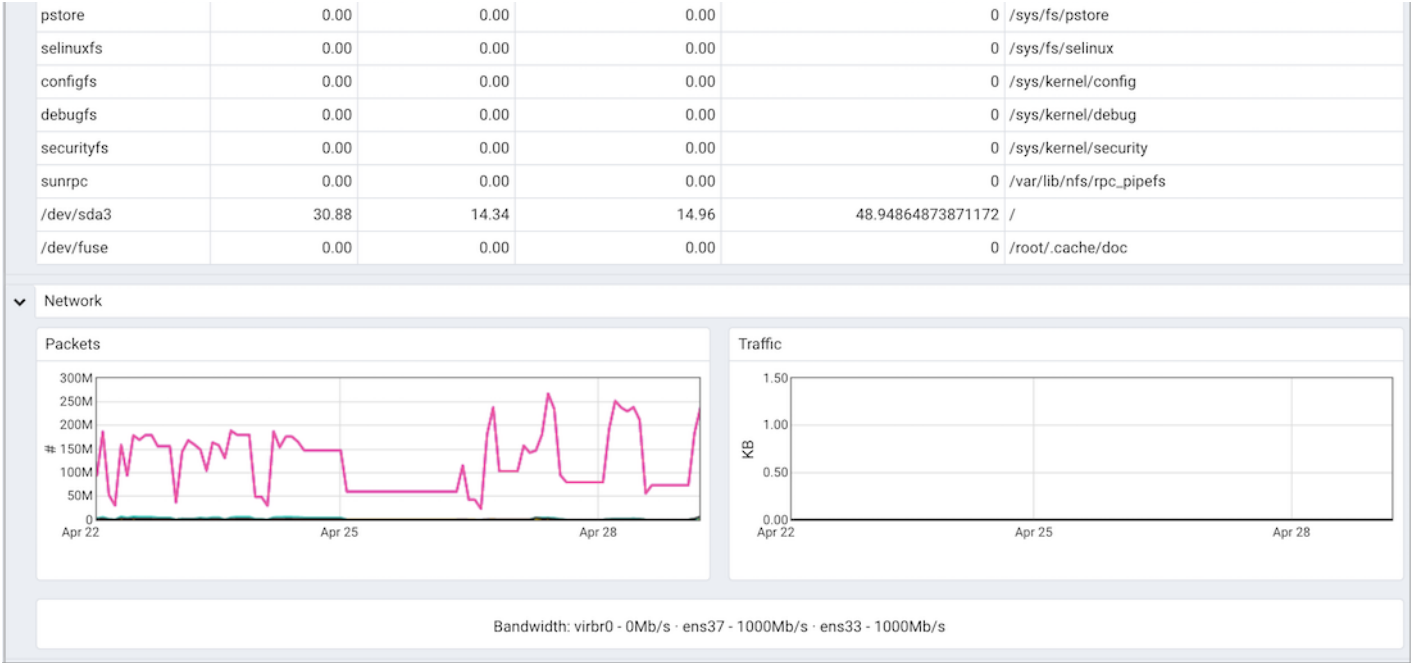 pstore 0.00 0.00 0.00 0 /sys/fs/pstore
selinuxfs 0.00 0.00 0.00 0 /sys/fs/selinux
configfs 0.00 0.00 0.00 0 /sys/kernel/config
debugfs 0.00 0.00 0.00 0 /sys/kernel/debug
securityfs 0.00 0.00 0.00 0 /sys/kernel/security
sunrpc 0.00 0.00 0.00 0 /var/lib/nfs/rpc_pipefs
/dev/sda3 30.88 14.34 14.96 48.94864873871172 /
/dev/fuse 0.00 0.00 0.00 0 /root/.cache/doc
Network
Packets
300M
250M
200M
150M
100M
50M
0
#
Apr 22 Apr 25 Apr 28
Traffic
1.50
1.00
0.50
0.00
KB
Apr 22 Apr 25 Apr 28
Bandwidth: virbr0 - 0Mb/s · ens37 - 1000Mb/s · ens33 - 1000Mb/s